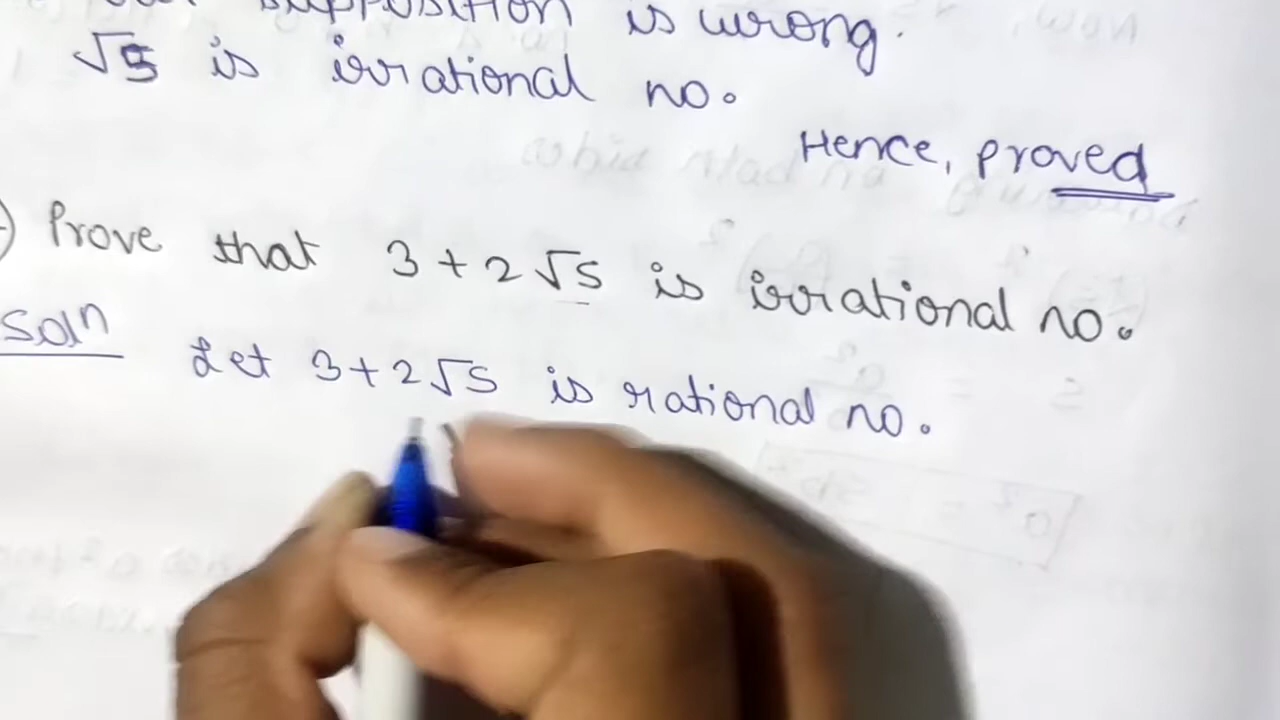 supposition is wrong.
√5 is irrational no.
Hence, proved
) Prove that 3+2√5 is irrational no.
Soln
Let 3+2√5 is rational no.